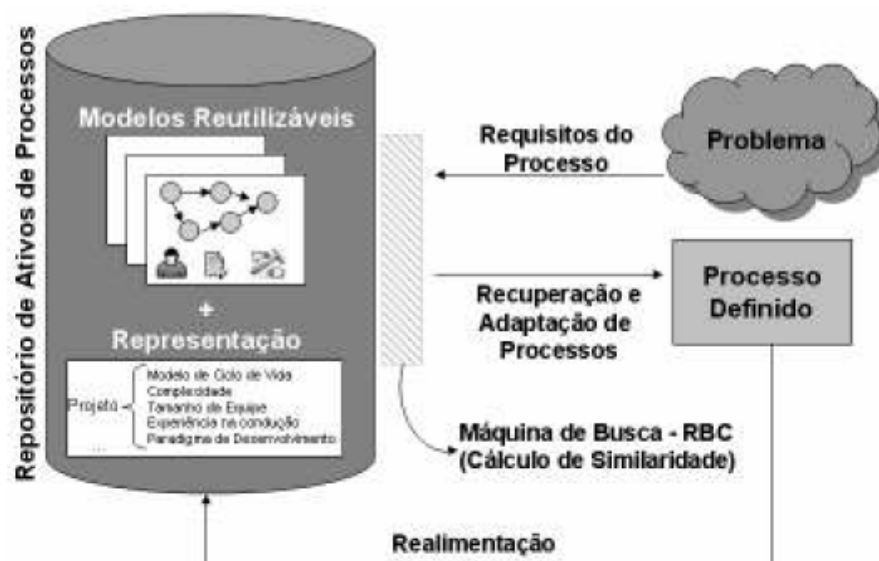 Repositório de Ativos de Processos
Modelos Reutilizáveis
+
Representação
Projeto
Modelo de Ciclo de Vida
Complexidade
Tamanho da Equipe
Experiência na condução
Paradigma de Desenvolvimento
...
Requisitos do
Processo
Problema
Recuperação e
Adaptação de
Processos
Processo
Definido
Máquina de Busca - RBC
(Cálculo de Similaridade)
Realimentação